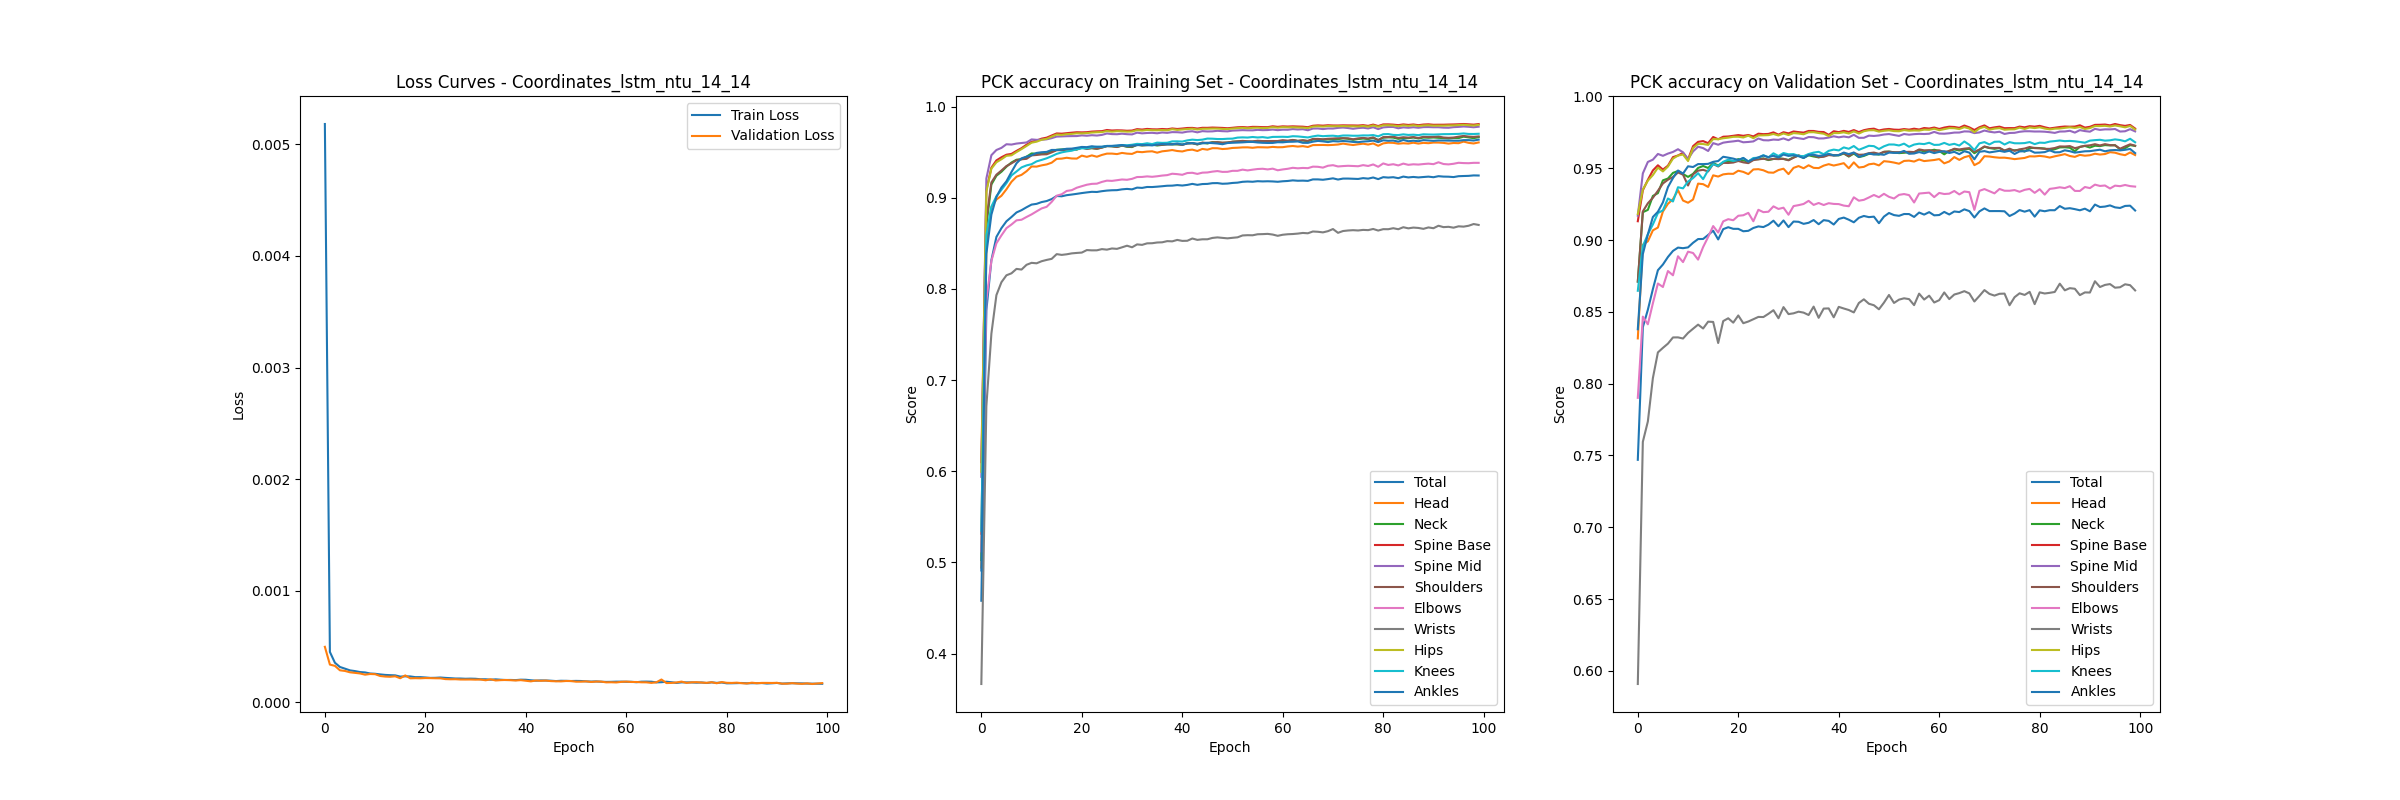 Loss Curves - Coordinates_lstm_ntu_14_14
Train Loss
Validation Loss
0.005
0.004
0.003
0.002
0.001
0.000
Loss
0 20 40 60 80 100
Epoch
PCK accuracy on Training Set - Coordinates_lstm_ntu_14_14
1.0
0.9
0.8
0.7
0.6
0.5
0.4
Score
Total
Head
Neck
Spine Base
Spine Mid
Shoulders
Elbows
Wrists
Hips
Knees
Ankles
0 20 40 60 80 100
Epoch
PCK accuracy on Validation Set - Coordinates_lstm_ntu_14_14
1.00
0.95
0.90
0.85
0.80
0.75
0.70
0.65
0.60
Score
Total
Head
Neck
Spine Base
Spine Mid
Shoulders
Elbows
Wrists
Hips
Knees
Ankles
0 20 40 60 80 100
Epoch